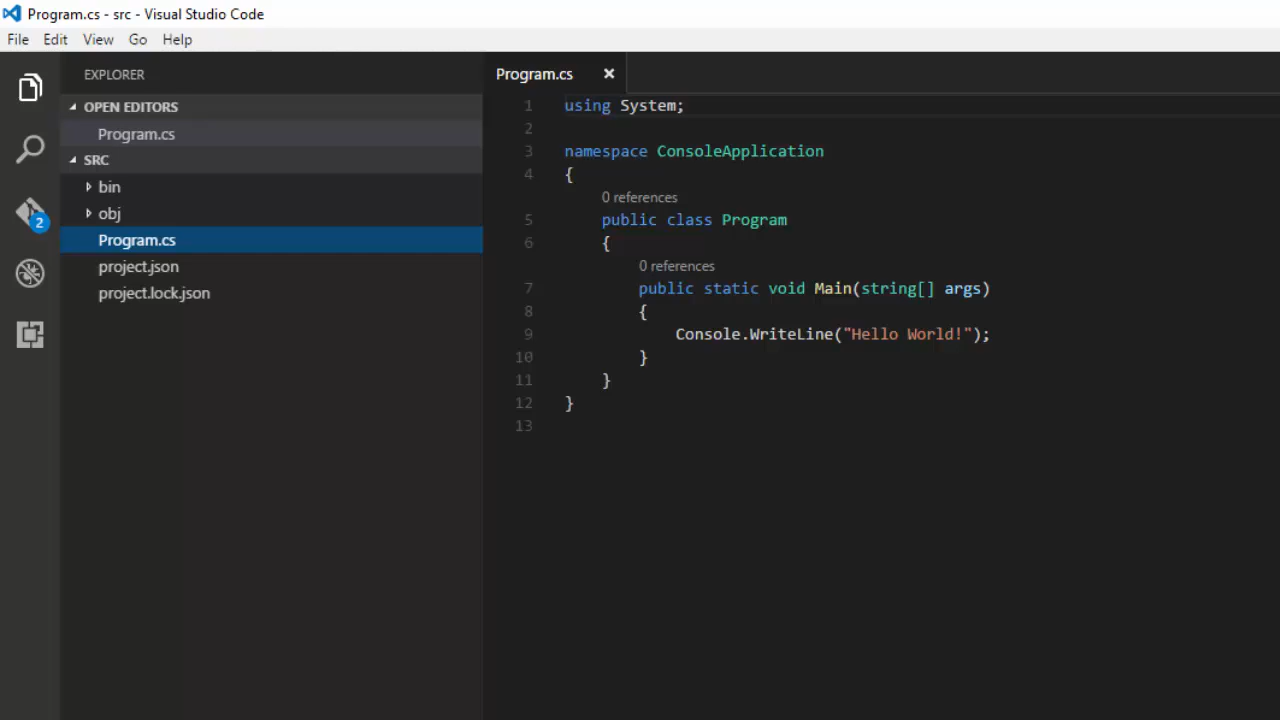 Program.cs - src - Visual Studio Code
File Edit View Go Help
EXPLORER
OPEN EDITORS
Program.cs
SRC
bin
obj
Program.cs
project.json
project.lock.json
2
Program.cs ×
1 using System;
2
3 namespace ConsoleApplication
4 {
0 references
5 public class Program
6 {
0 references
7 public static void Main(string[] args)
8 {
9 Console.WriteLine("Hello World!");
10 }
11 }
12 }
13